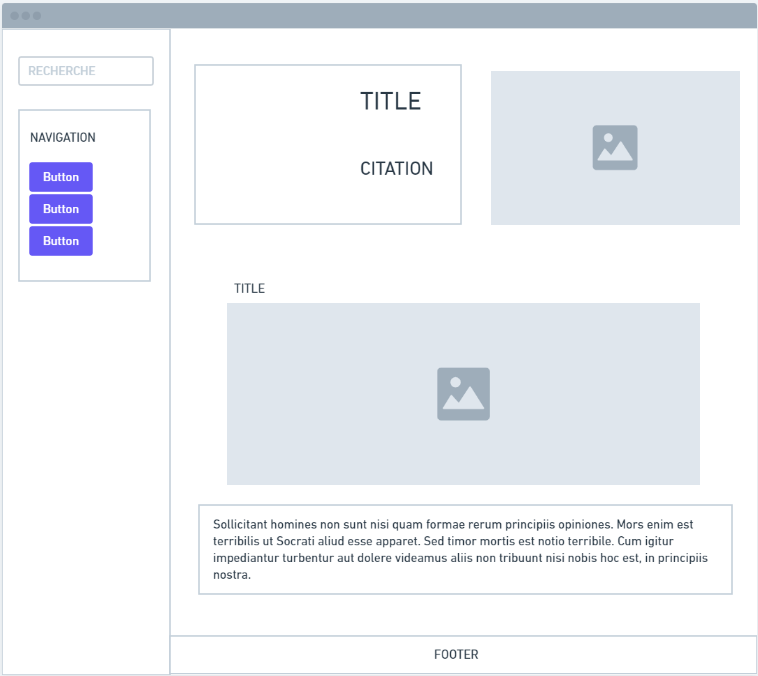 RECHERCHE
NAVIGATION
Button
Button
Button
TITLE
CITATION
TITLE
Sollicitant homines non sunt nisi quam formae rerum principiis opiniones. Mors enim est
terribilis ut Socrati aliud esse apparet. Sed timor mortis est notio terribile. Cum igitur
impediantur turbentur aut dolere videamus aliis non tribuunt nisi nobis hoc est, in principiis
nostra.
FOOTER